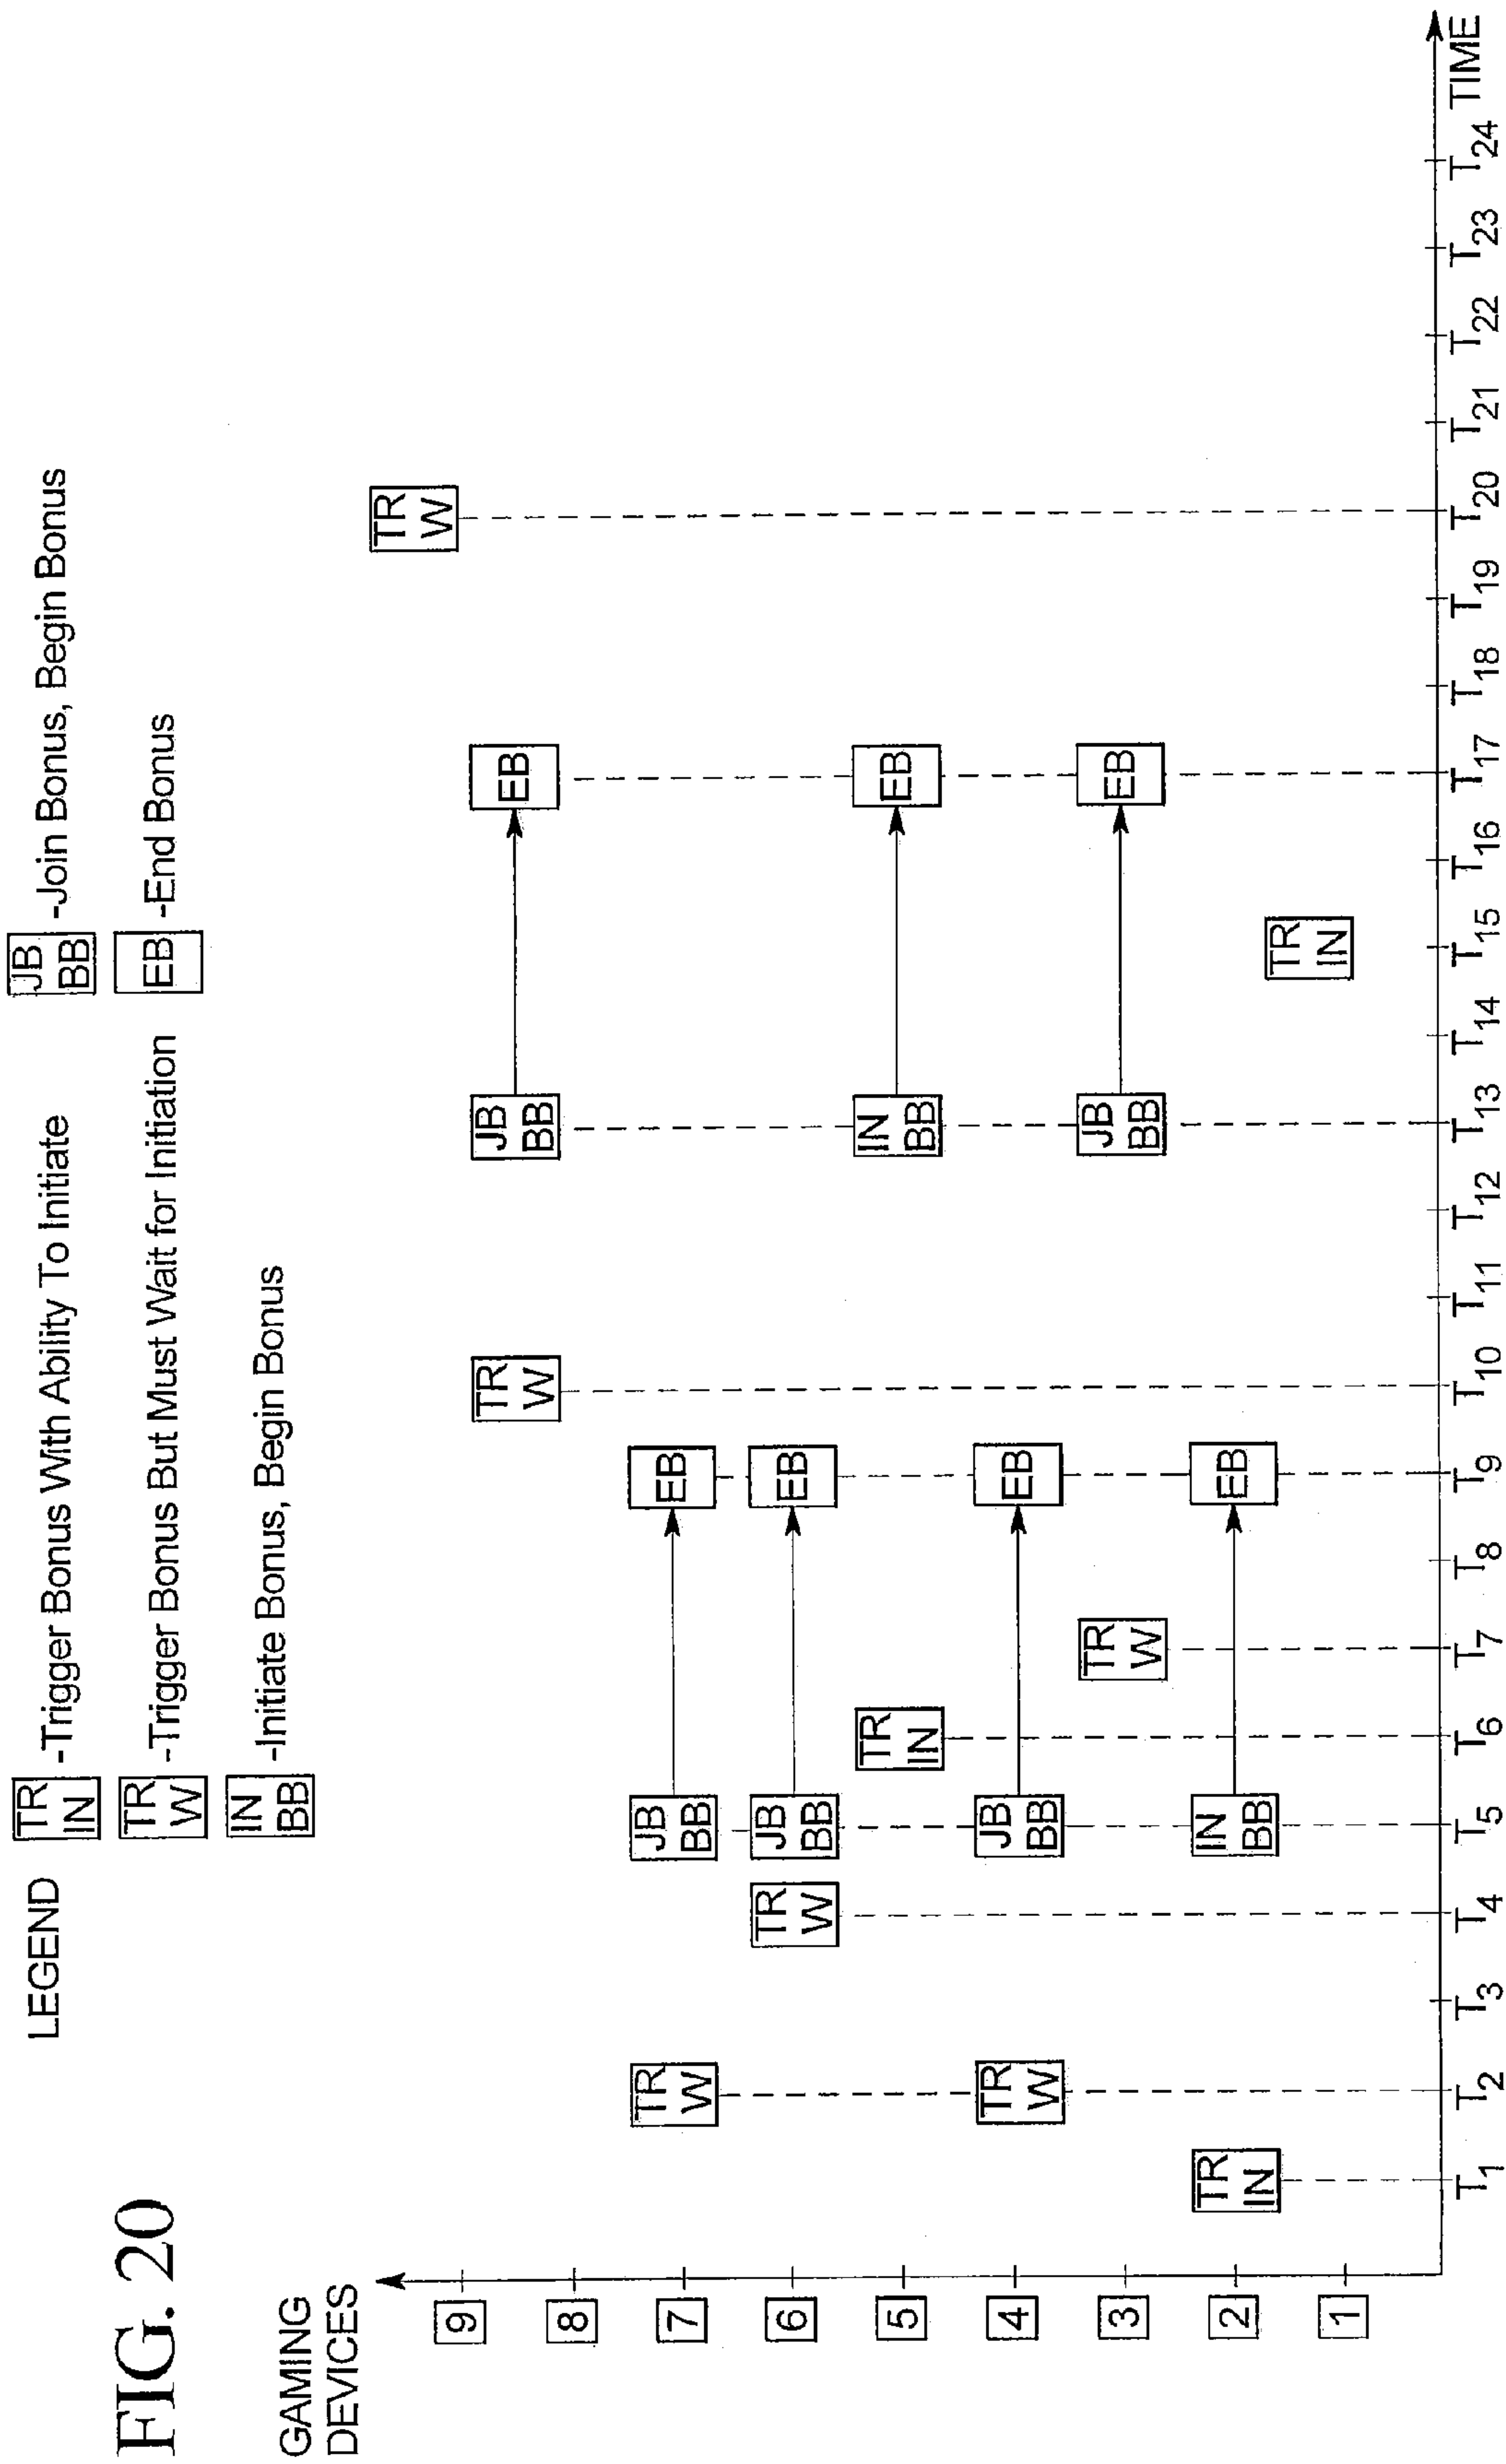 FIG. 20
LEGEND
TR IN -Trigger Bonus With Ability To Initiate
TR W -Trigger Bonus But Must Wait for Initiation
IN BB -Initiate Bonus, Begin Bonus
JB BB -Join Bonus, Begin Bonus
EB -End Bonus
GAMING
DEVICES
9
8
7
6
5
4
3
2
1
TR
W
TR
W
JB
BB
EB
JB
BB
EB
TR
W
JB
BB
EB
TR
W
JB
BB
EB
TR
IN
IN
BB
EB
TR
W
JB
BB
EB
TR
W
JB
BB
EB
TR
IN
IN
BB
EB
TR
IN
T1 T2 T3 T4 T5 T6 T7 T8 T9 T10 T11 T12 T13 T14 T15 T16 T17 T18 T19 T20 T21 T22 T23 T24 TIME